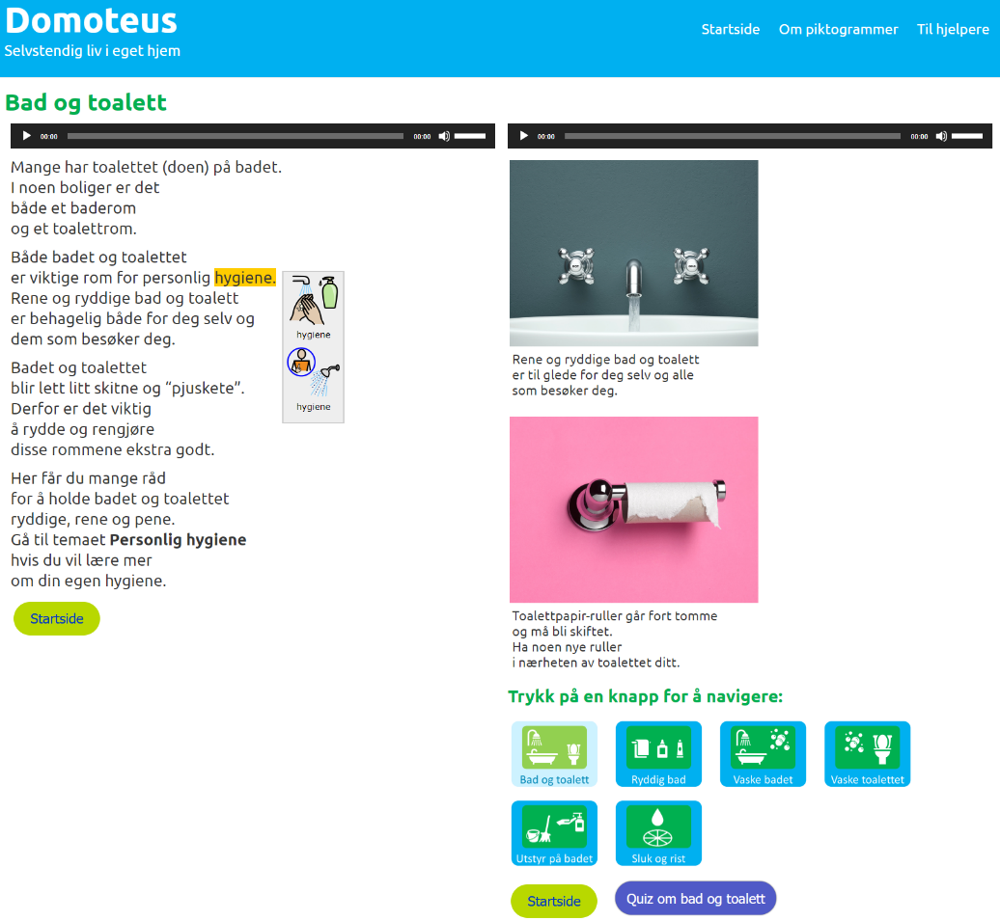 Domoteus
Selvstendig liv i eget hjem
Startside
Om piktogrammer
Til hjelpere
Bad og toalett
00:00
00:00
00:00
00:00
Mange har toalettet (doen) på badet.
I noen boliger er det
både et baderom
og et toalettrom.
Både badet og toalettet
er viktige rom for personlig hygiene.
Rene og ryddige bad og toalett
er behagelig både for deg selv og
dem som besøker deg.
hygiene
hygiene
Badet og toalettet
blir lett litt skitne og “pjuskete”.
Derfor er det viktig
å rydde og rengjøre
disse rommene ekstra godt.
Her får du mange råd
for å holde badet og toalettet
ryddige, rene og pene.
Gå til temaet Personlig hygiene
hvis du vil lære mer
om din egen hygiene.
Startside
Rene og ryddige bad og toalett
er til glede for deg selv og alle
som besøker deg.
Toalettpapir-ruller går fort tomme
og må bli skiftet.
Ha noen nye ruller
i nærheten av toalettet ditt.
Trykk på en knapp for å navigere:
Bad og toalett
Ryddig bad
Vaske badet
Vaske toalettet
Utstyr på badet
Sluk og rist
Startside
Quiz om bad og toalett